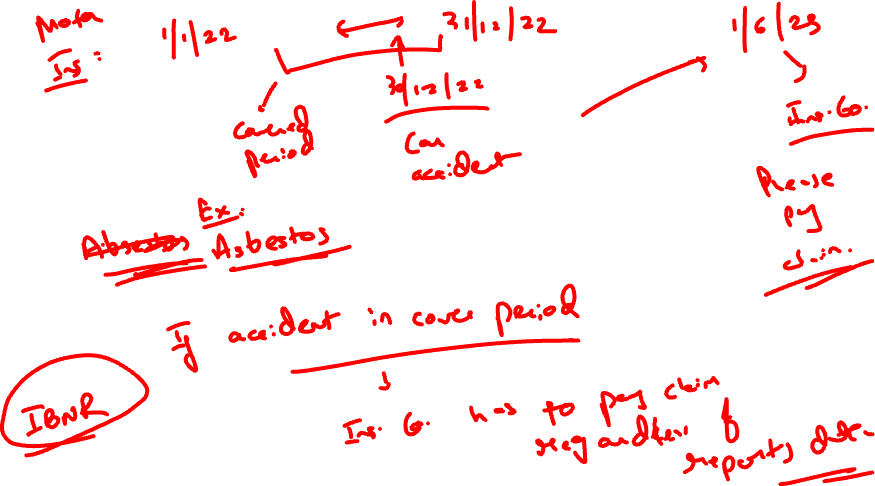 Motor
Ins:
1/1/22
31/12/22
1/6/23
30/12/22
covered
period
Car
accident
Ins. Co.
Please
pay
claim.
Ex:
Absestos Asbestos
If accident in cover period
IBNR
Ins. Co. has to pay claim
regardless of
reporting date